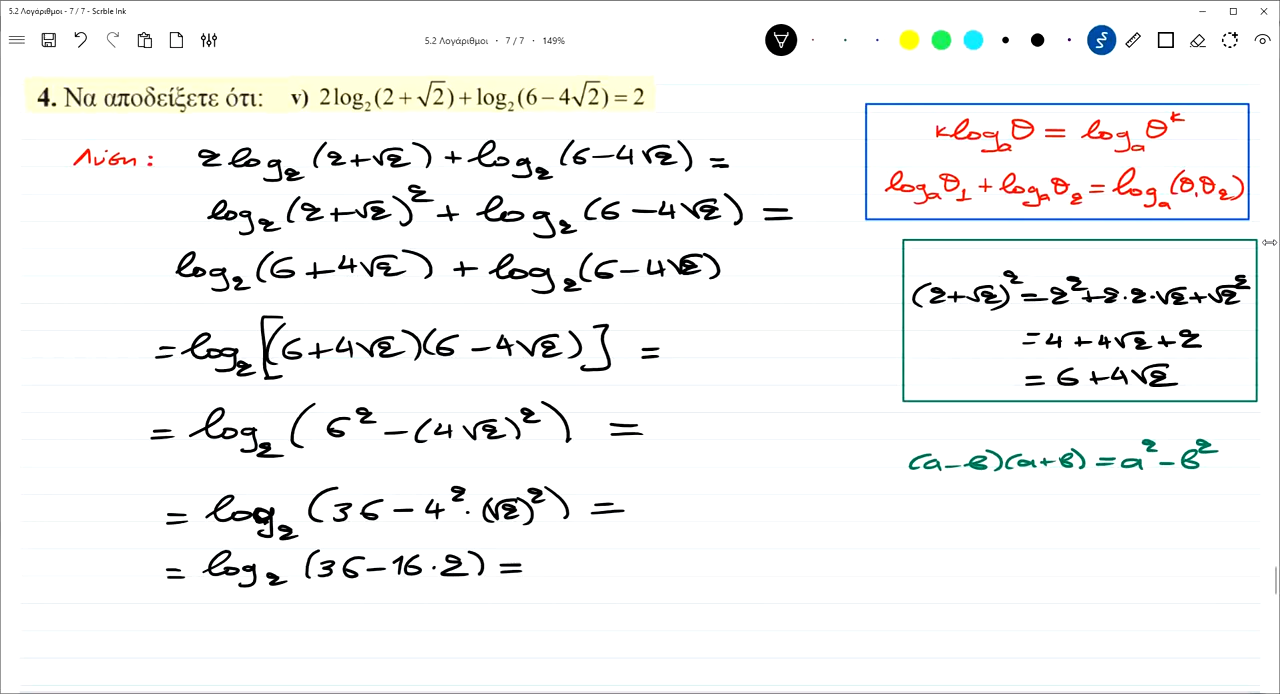 5.2 Λογάριθμοι - 7 / 7 - Scrble Ink
5.2 Λογάριθμοι • 7 / 7 • 149%
4. Να αποδείξετε ότι: v) 2log₂(2+√2)+log₂(6−4√2)=2
Λύση: 2log₂(2+√2)+log₂(6−4√2)=
log₂(2+√2)²+log₂(6−4√2)=
log₂(6+4√2)+log₂(6−4√2)
=log₂[(6+4√2)(6−4√2)]=
=log₂(6²−(4√2)²)=
=log₂(36−4²·(√2)²)=
=log₂(36−16·2)=
κlogₐθ=logₐθᵏ
logₐθ₁+logₐθ₂=logₐ(θ₁θ₂)
(2+√2)²=2²+2·2·√2+√2²
=4+4√2+2
=6+4√2
(α−β)(α+β)=α²−β²